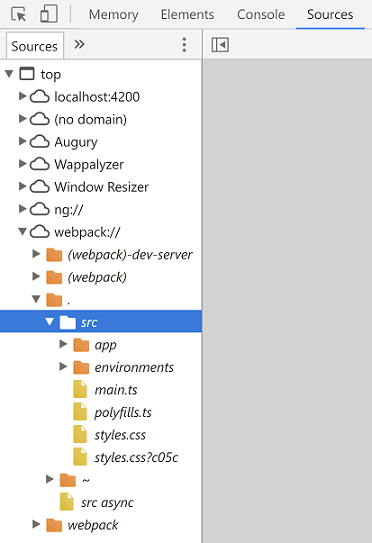 Memory Elements Console Sources
Sources
top
localhost:4200
(no domain)
Augury
Wappalyzer
Window Resizer
ng://
webpack://
(webpack)-dev-server
(webpack)
.
src
app
environments
main.ts
polyfills.ts
styles.css
styles.css?c05c
~
src async
webpack